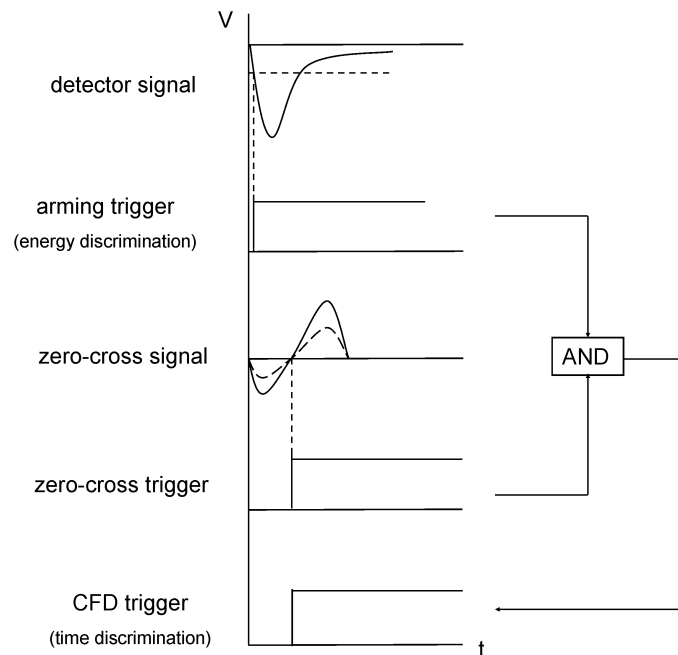 V
detector signal
arming trigger
(energy discrimination)
zero-cross signal
AND
zero-cross trigger
CFD trigger
(time discrimination)
t